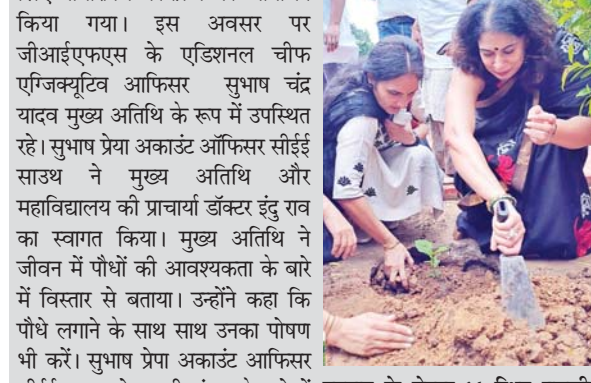 किया गया। इस अवसर पर
जीआईएफएस के एडिशनल चीफ
एग्जिक्यूटिव आफिसर सुभाष चंद्र
यादव मुख्य अतिथि के रूप में उपस्थित
रहे। सुभाष प्रेया अकाउंट ऑफिसर सीईई
साउथ ने मुख्य अतिथि और
महाविद्यालय की प्राचार्या डॉक्टर इंदु राव
का स्वागत किया। मुख्य अतिथि ने
जीवन में पौधों की आवश्यकता के बारे
में विस्तार से बताया। उन्होंने कहा कि
पौधे लगाने के साथ साथ उनका पोषण
भी करें। सुभाष प्रेपा अकाउंट आफिसर